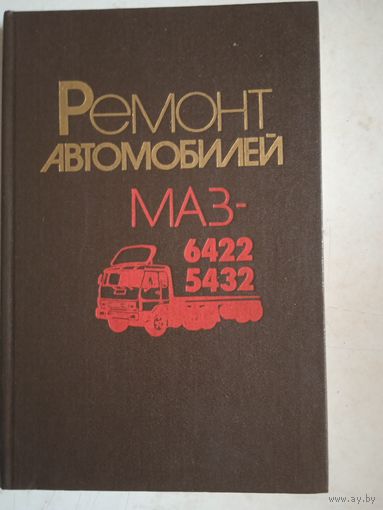 Ремонт
АВТОМОБИЛЕЙ
МАЗ-
6422
5432
www.ay.by